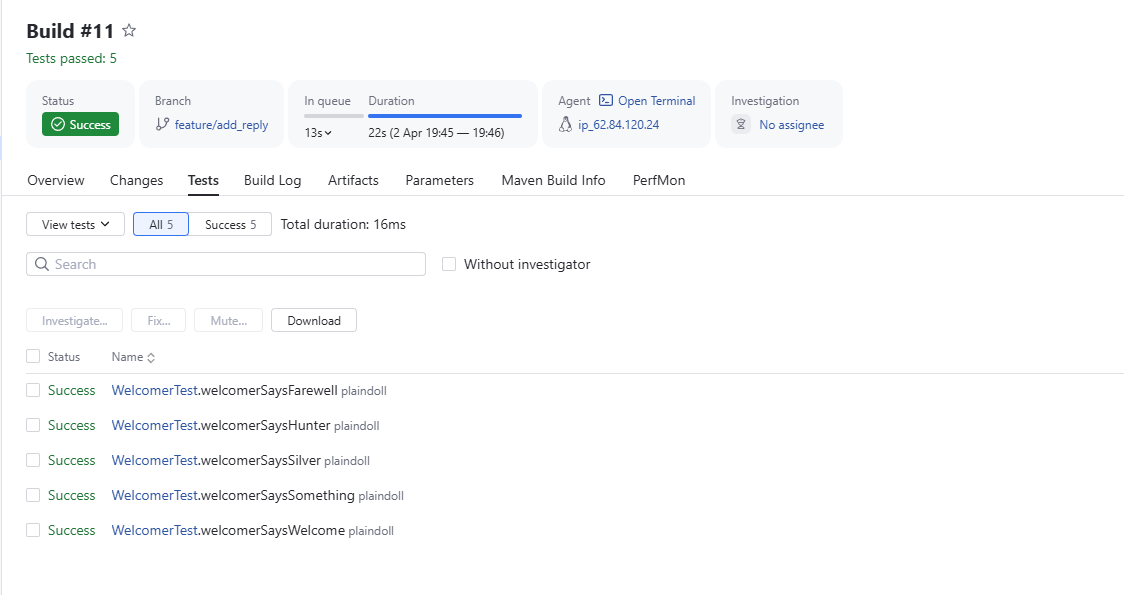 Build #11
Tests passed: 5
Status
Branch
In queue
Duration
Agent Open Terminal
Investigation
Success
feature/add_reply
13s
22s (2 Apr 19:45 — 19:46)
ip_62.84.120.24
No assignee
Overview Changes Tests Build Log Artifacts Parameters Maven Build Info PerfMon
View tests All 5 Success 5 Total duration: 16ms
Search Without investigator
Investigate... Fix... Mute... Download
Status Name
Success WelcomerTest.welcomerSaysFarewell plaindoll
Success WelcomerTest.welcomerSaysHunter plaindoll
Success WelcomerTest.welcomerSaysSilver plaindoll
Success WelcomerTest.welcomerSaysSomething plaindoll
Success WelcomerTest.welcomerSaysWelcome plaindoll